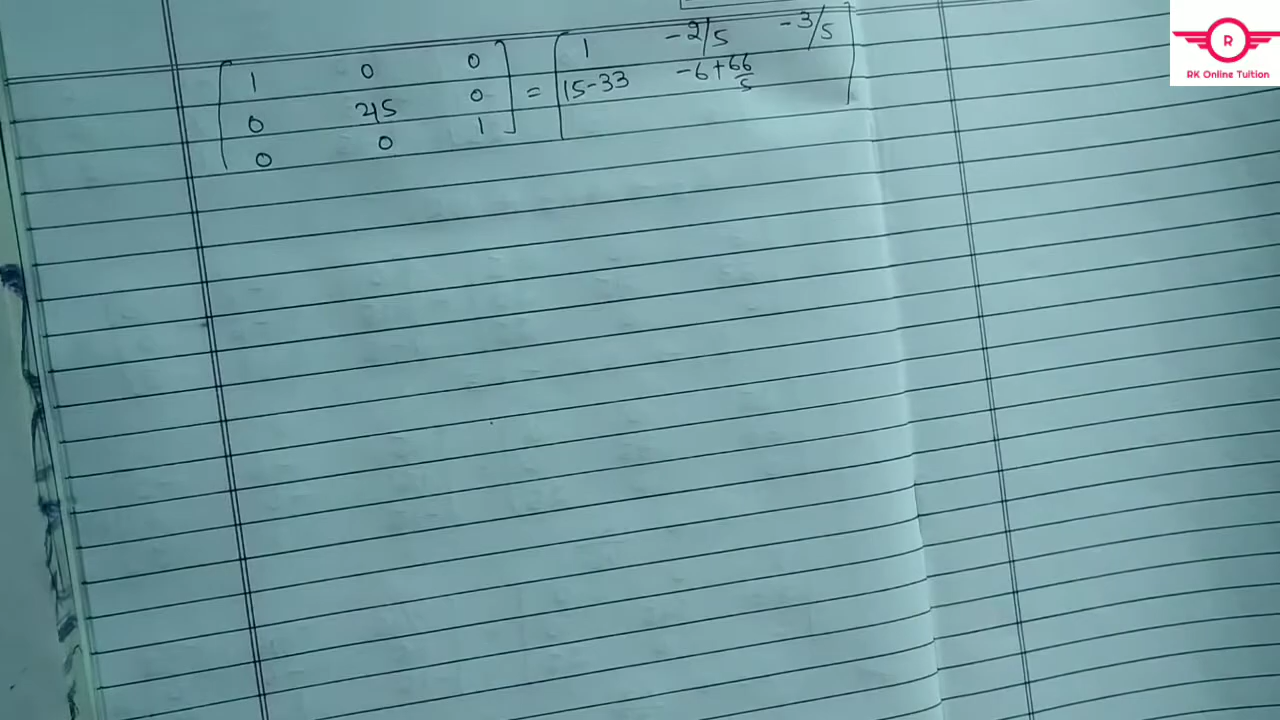 1 0 0 = 1 -2/5 -3/5
0 215 0 15-33 -6+66/5
0 0 1
R
RK Online Tuition